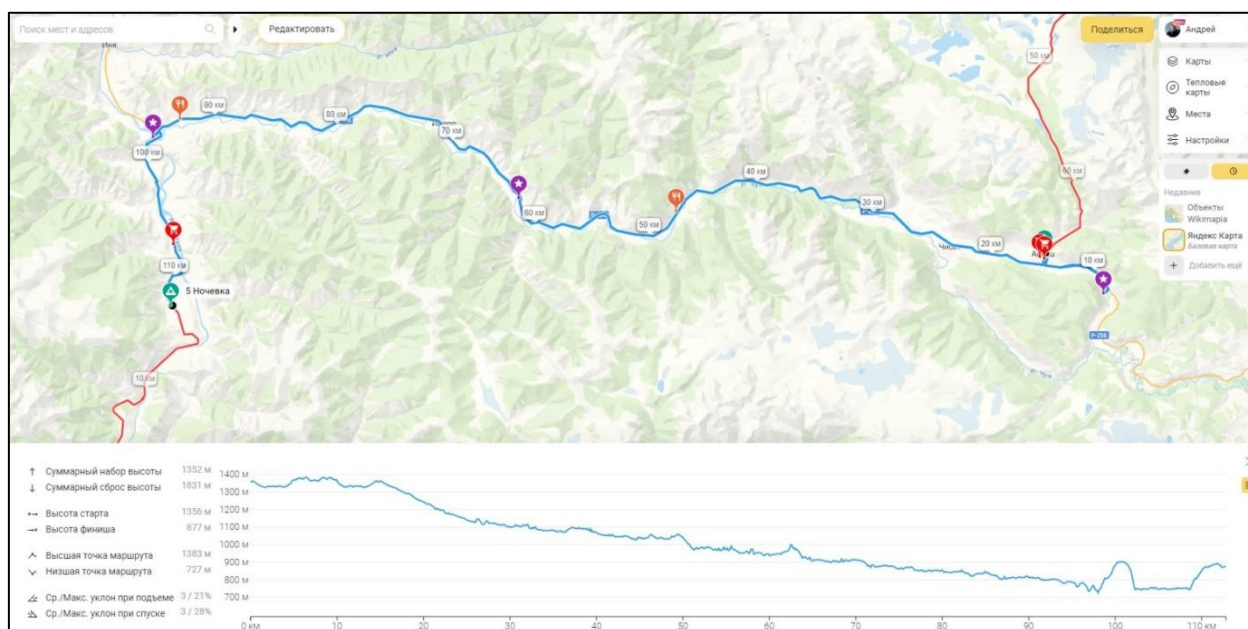 Поиск мест и адресов
Редактировать
Поделиться
Андрей
Иня
50 км
Карты
Тепловые карты
Места
Настройки
90 км
80 км
70 км
100 км
60 км
50 км
40 км
30 км
20 км
10 км
60 км
Недавние
Объекты Wikimapia
Яндекс Карта
Базовая карта
Добавить ещё
110 км
5 Ночевка
10 км
Р-256
р. Чуя
Суммарный набор высоты 1352 м
Суммарный сброс высоты 1831 м
Высота старта 1356 м
Высота финиша 877 м
Высшая точка маршрута 1383 м
Низшая точка маршрута 727 м
Ср./Макс. уклон при подъеме 3 / 21%
Ср./Макс. уклон при спуске 3 / 28%
1400 м
1300 м
1200 м
1100 м
1000 м
900 м
800 м
700 м
0 км 10 20 30 40 50 60 70 80 90 100 110 км